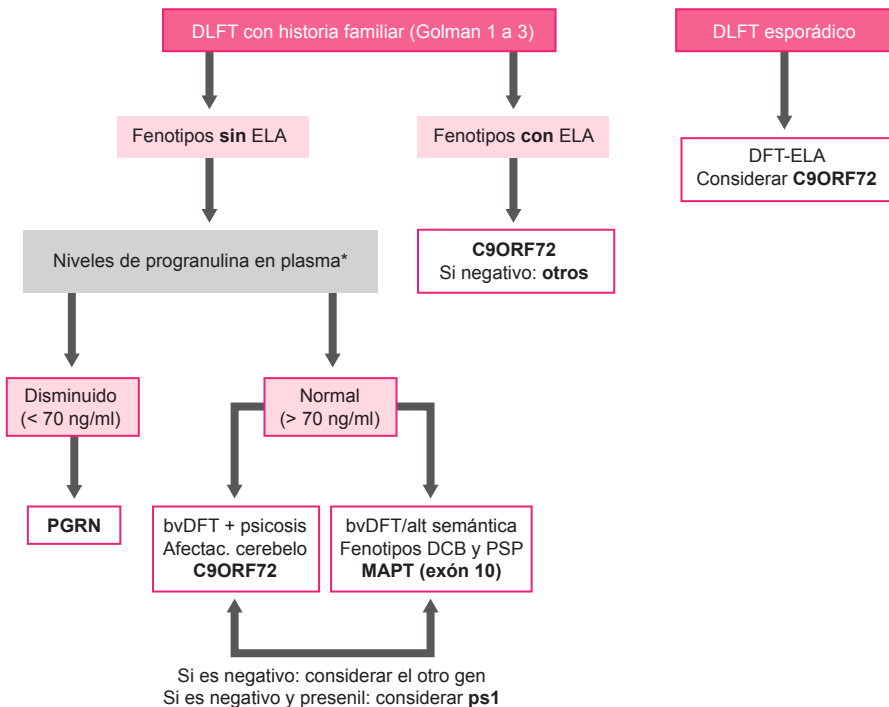 DLFT con historia familiar (Golman 1 a 3)
DLFT esporádico
Fenotipos sin ELA
Fenotipos con ELA
DFT-ELA
Considerar C9ORF72
Niveles de progranulina en plasma*
C9ORF72
Si negativo: otros
Disminuido
(< 70 ng/ml)
Normal
(> 70 ng/ml)
PGRN
bvDFT + psicosis
Afectac. cerebelo
C9ORF72
bvDFT/alt semántica
Fenotipos DCB y PSP
MAPT (exón 10)
Si es negativo: considerar el otro gen
Si es negativo y presenil: considerar ps1